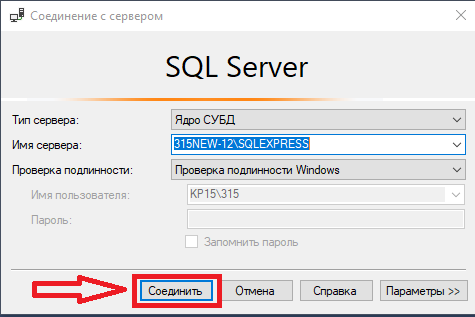 Соединение с сервером
SQL Server
Тип сервера: Ядро СУБД
Имя сервера: 315NEW-12\SQLEXPRESS
Проверка подлинности: Проверка подлинности Windows
Имя пользователя: KP15\315
Пароль:
Запомнить пароль
Соединить Отмена Справка Параметры >>